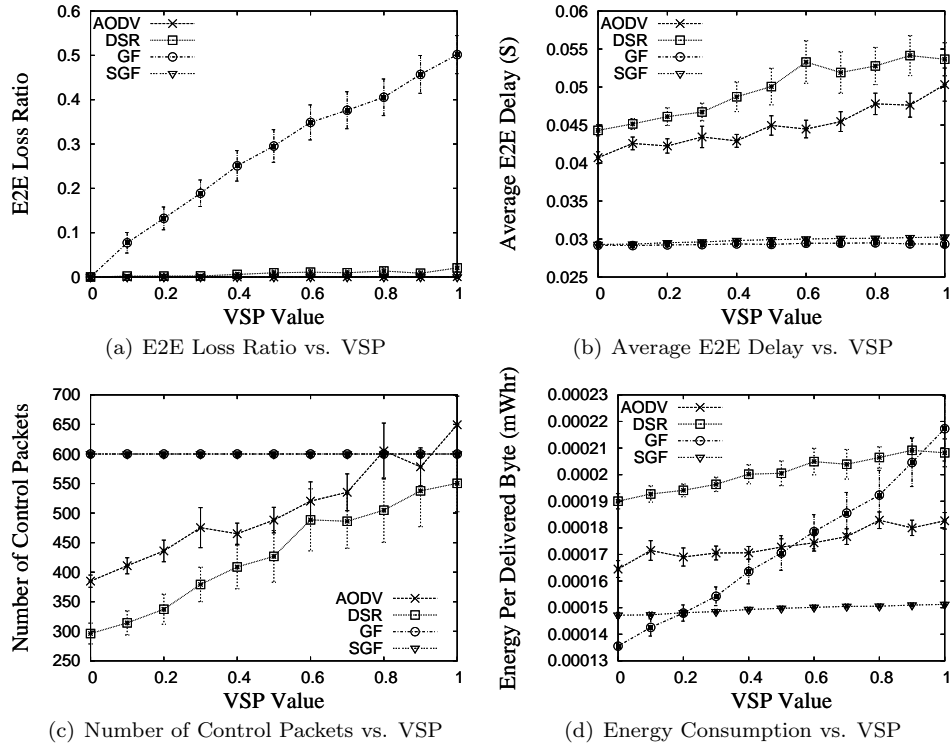 AODV
DSR
GF
SGF
E2E Loss Ratio
0.6
0.5
0.4
0.3
0.2
0.1
0
0 0.2 0.4 0.6 0.8 1
VSP Value
(a) E2E Loss Ratio vs. VSP
AODV
DSR
GF
SGF
Average E2E Delay (S)
0.06
0.055
0.05
0.045
0.04
0.035
0.03
0.025
0 0.2 0.4 0.6 0.8 1
VSP Value
(b) Average E2E Delay vs. VSP
Number of Control Packets
700
650
600
550
500
450
400
350
300
250
AODV
DSR
GF
SGF
0 0.2 0.4 0.6 0.8 1
VSP Value
(c) Number of Control Packets vs. VSP
Energy Per Delivered Byte (mWhr)
0.00023
0.00022
0.00021
0.0002
0.00019
0.00018
0.00017
0.00016
0.00015
0.00014
0.00013
AODV
DSR
GF
SGF
0 0.2 0.4 0.6 0.8 1
VSP Value
(d) Energy Consumption vs. VSP